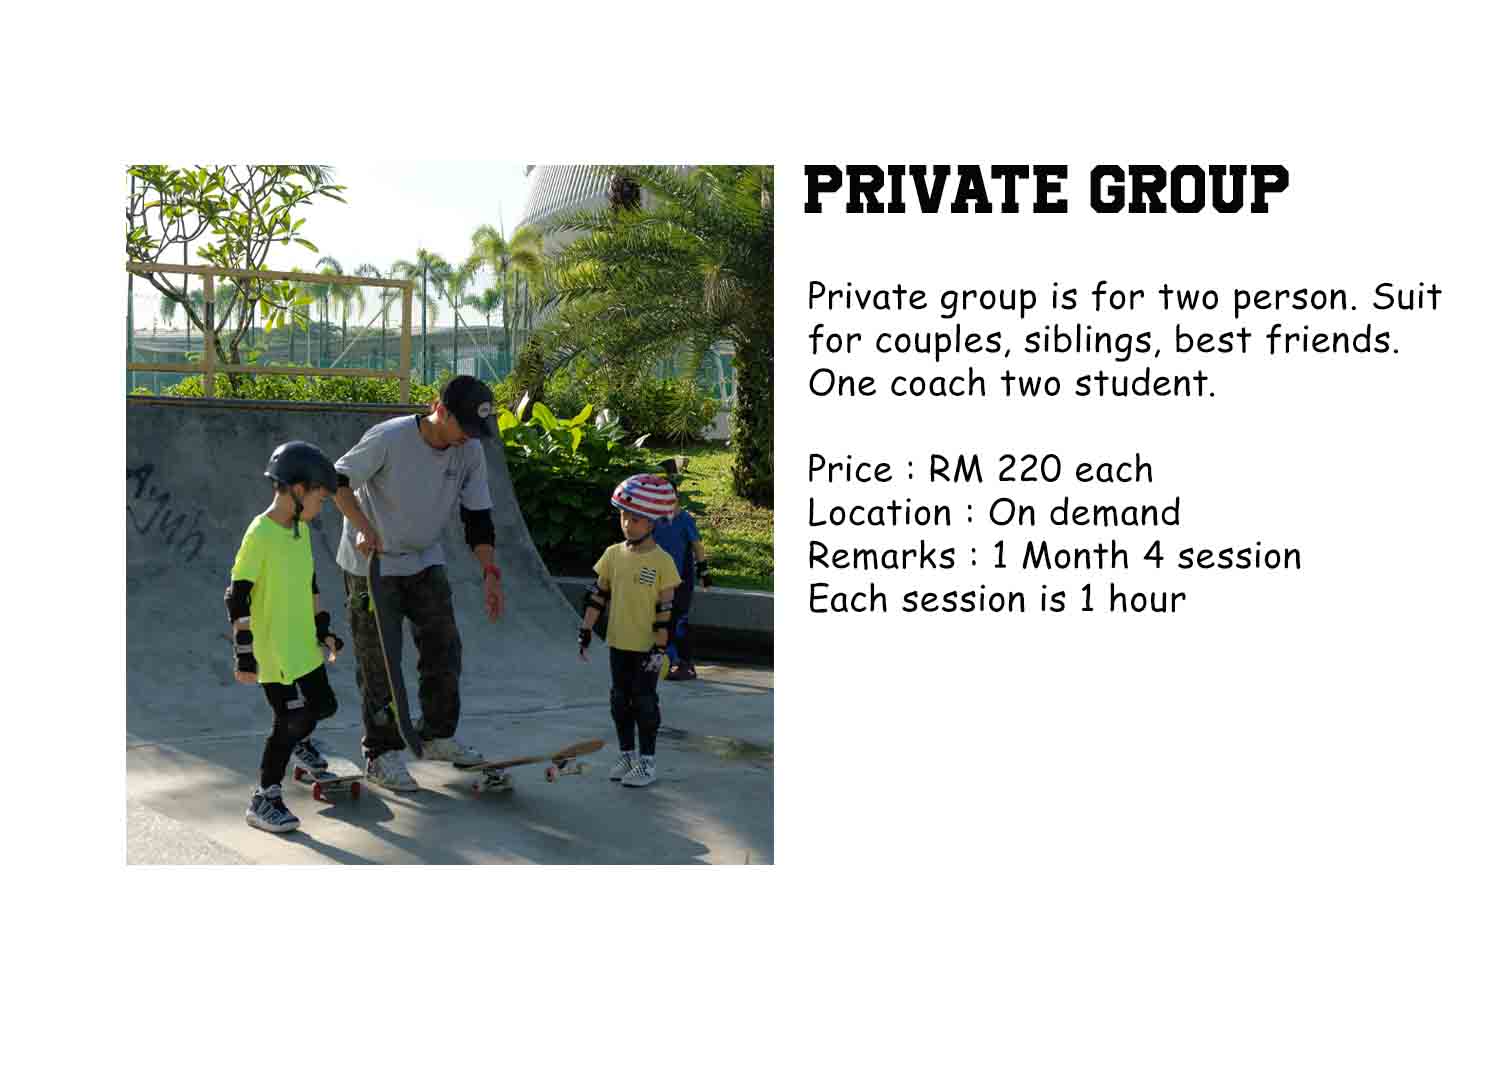 PRIVATE GROUP
Private group is for two person. Suit
for couples, siblings, best friends.
One coach two student.
Price : RM 220 each
Location : On demand
Remarks : 1 Month 4 session
Each session is 1 hour
Ayub